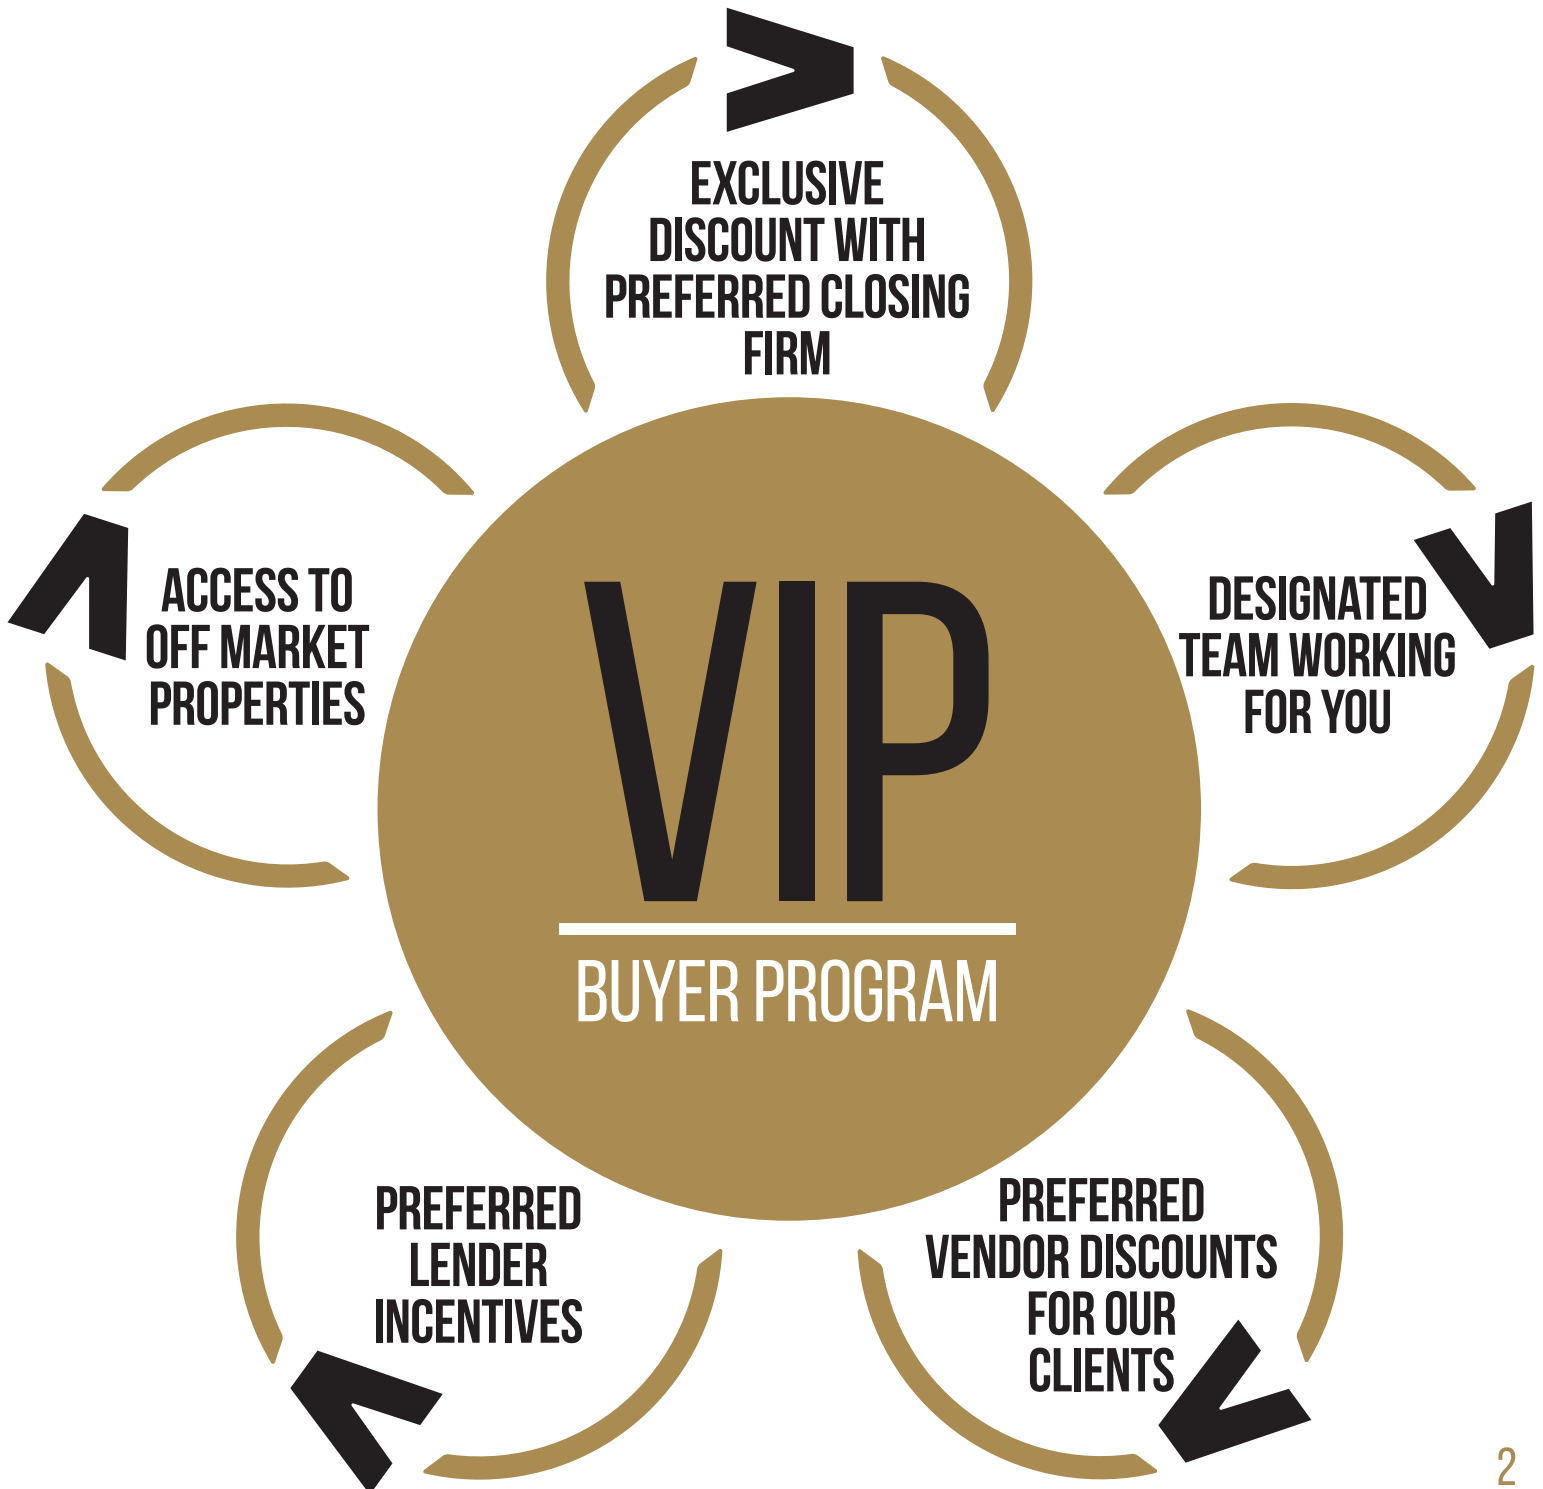 EXCLUSIVE
DISCOUNT WITH
PREFERRED CLOSING
FIRM
ACCESS TO
OFF MARKET
PROPERTIES
DESIGNATED
TEAM WORKING
FOR YOU
VIP
BUYER PROGRAM
PREFERRED
LENDER
INCENTIVES
PREFERRED
VENDOR DISCOUNTS
FOR OUR
CLIENTS
2